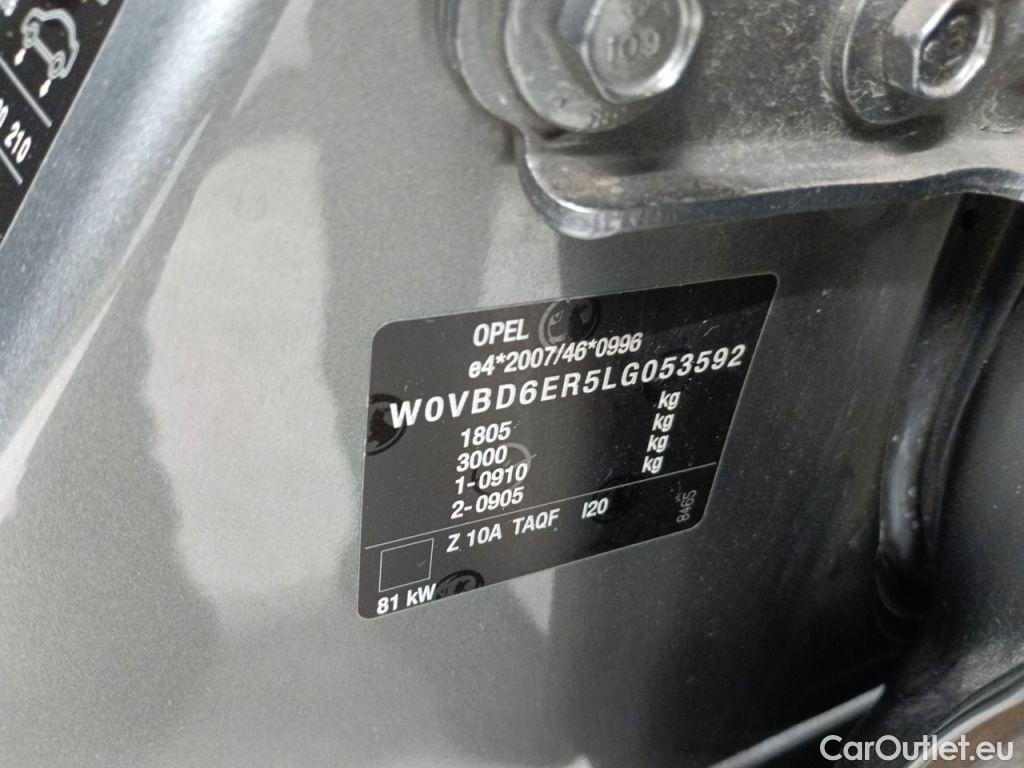 210
109
OPEL
e4*2007/46*0996
W0VBD6ER5LG053592
1805 kg
3000 kg
1-0910 kg
2-0905 kg
Z 10A TAQF I20
8465
81 kW
CarOutlet.eu